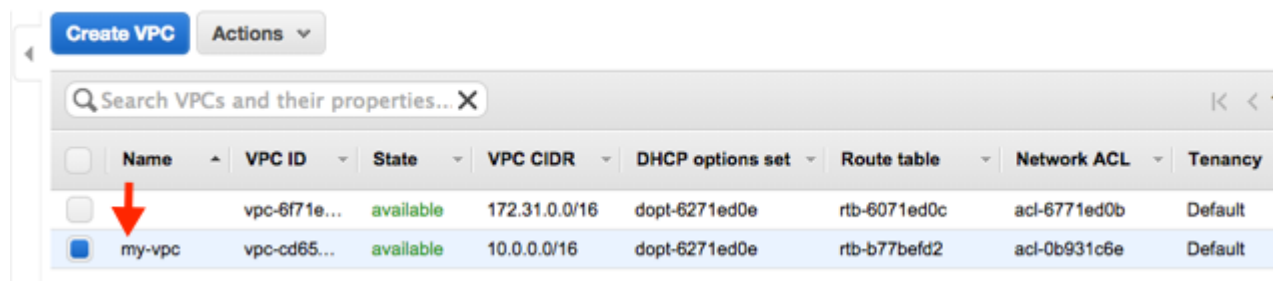 Create VPC Actions
Search VPCs and their properties...
Name VPC ID State VPC CIDR DHCP options set Route table Network ACL Tenancy
vpc-6f71e... available 172.31.0.0/16 dopt-6271ed0e rtb-6071ed0c acl-6771ed0b Default
my-vpc vpc-cd65... available 10.0.0.0/16 dopt-6271ed0e rtb-b77befd2 acl-0b931c6e Default